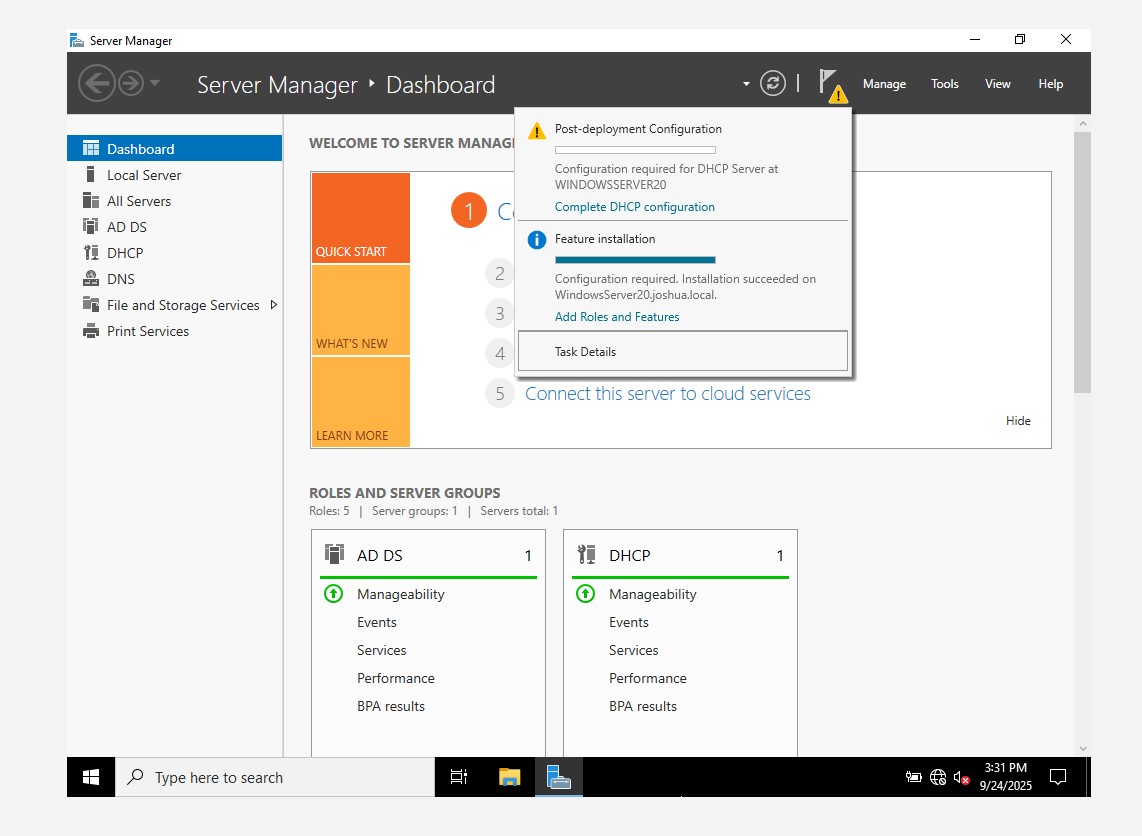 Server Manager
Server Manager ‣ Dashboard
Manage
Tools
View
Help
Dashboard
Local Server
All Servers
AD DS
DHCP
DNS
File and Storage Services
Print Services
WELCOME TO SERVER MANAG
QUICK START
WHAT'S NEW
LEARN MORE
1
2
3
4
5 Connect this server to cloud services
Hide
Post-deployment Configuration
Configuration required for DHCP Server at
WINDOWSSERVER20
Complete DHCP configuration
Feature installation
Configuration required. Installation succeeded on
WindowsServer20.joshua.local.
Add Roles and Features
Task Details
ROLES AND SERVER GROUPS
Roles: 5 | Server groups: 1 | Servers total: 1
AD DS 1
Manageability
Events
Services
Performance
BPA results
DHCP 1
Manageability
Events
Services
Performance
BPA results
Type here to search
3:31 PM
9/24/2025